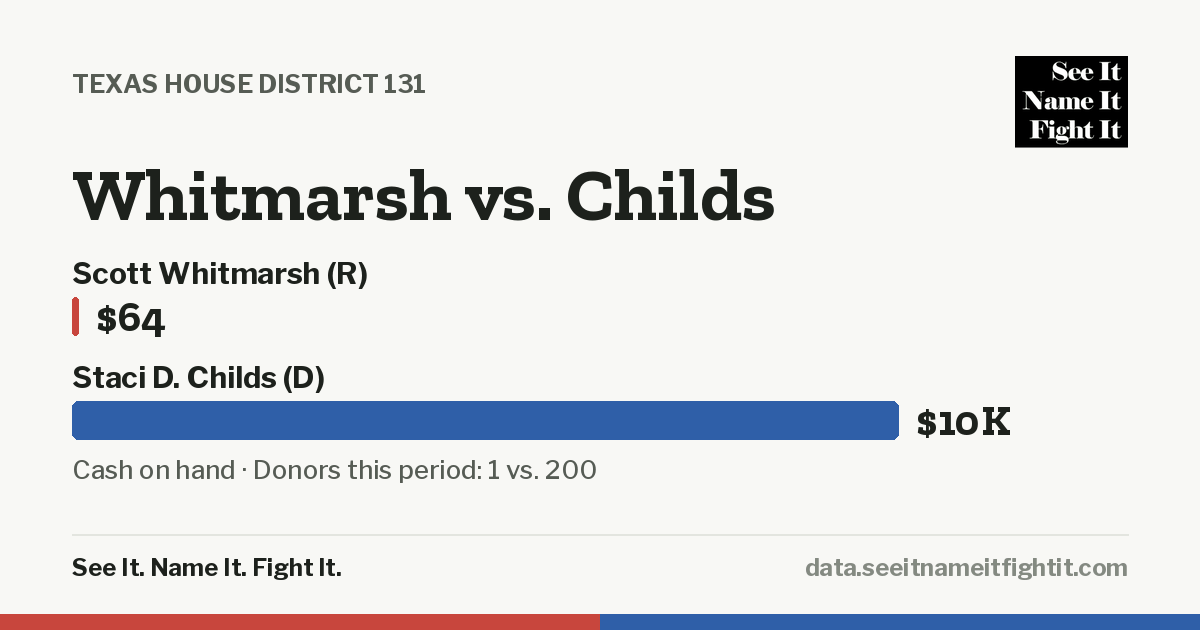 TEXAS HOUSE DISTRICT 131
See It
Name It
Fight It
Whitmarsh vs. Childs
Scott Whitmarsh (R)
$64
Staci D. Childs (D)
$10K
Cash on hand · Donors this period: 1 vs. 200
See It. Name It. Fight It.
data.seeitnameitfightit.com